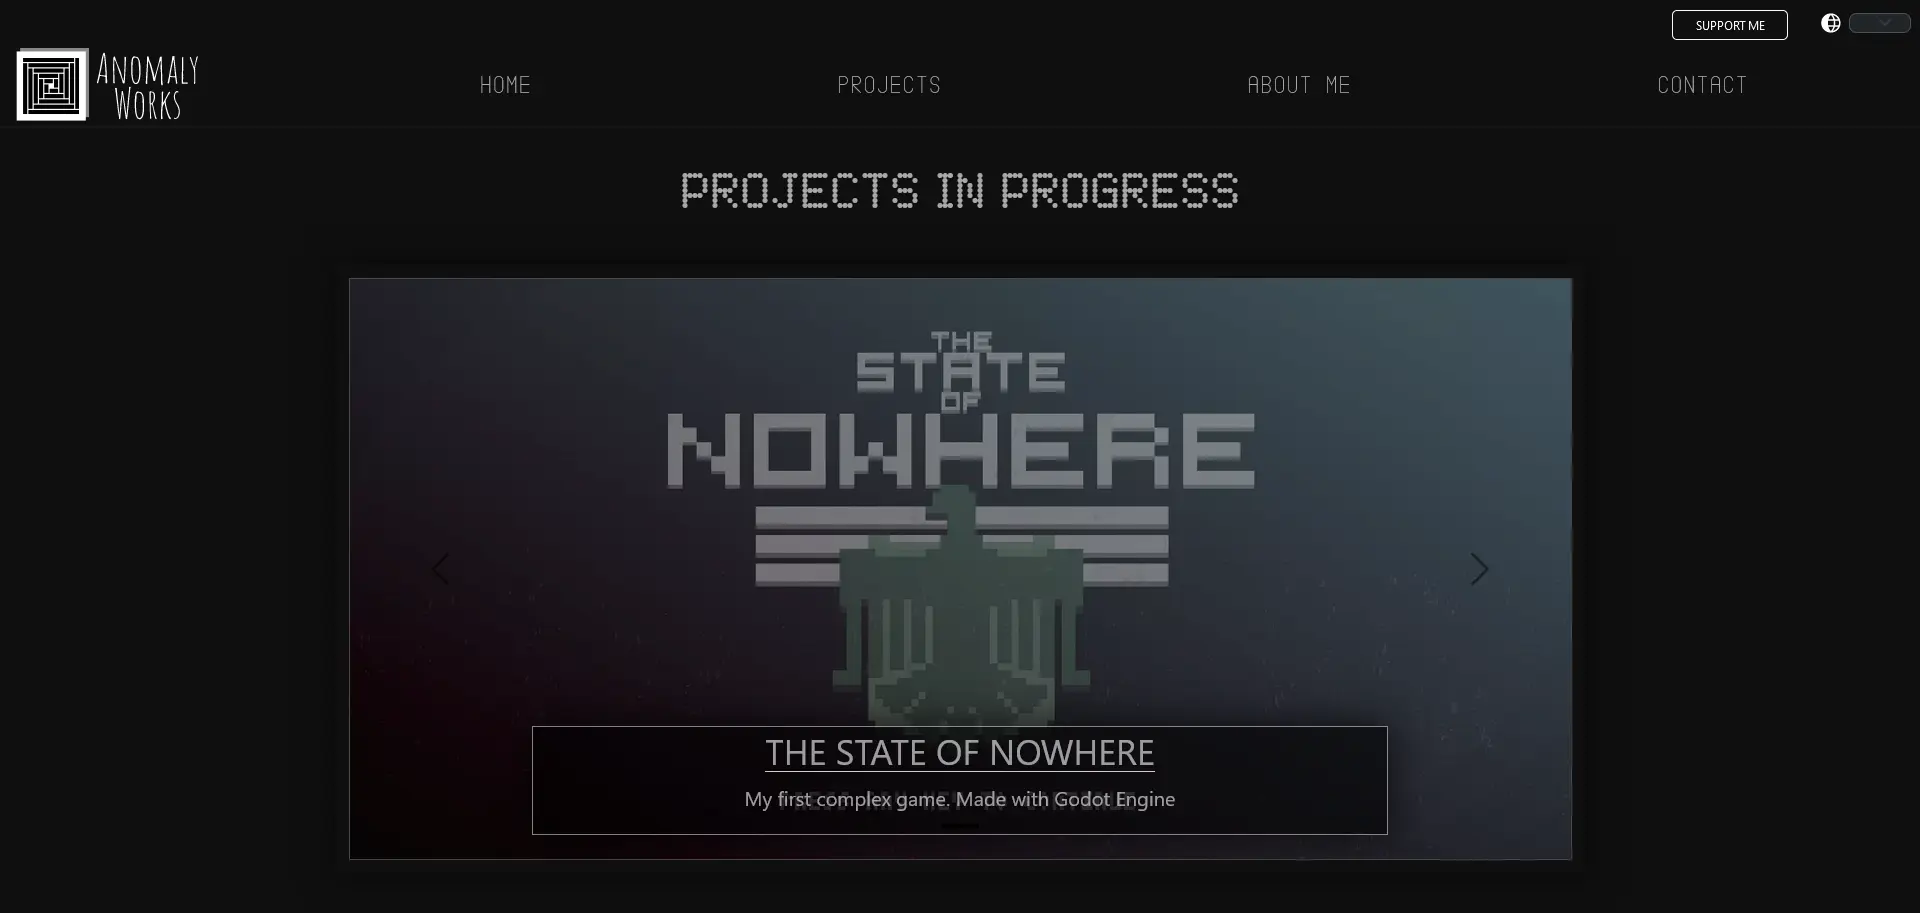 SUPPORT ME
ANOMALY
WORKS
HOME
PROJECTS
ABOUT ME
CONTACT
PROJECTS IN PROGRESS
THE
STATE
OF
NOWHERE
THE STATE OF NOWHERE
My first complex game. Made with Godot Engine